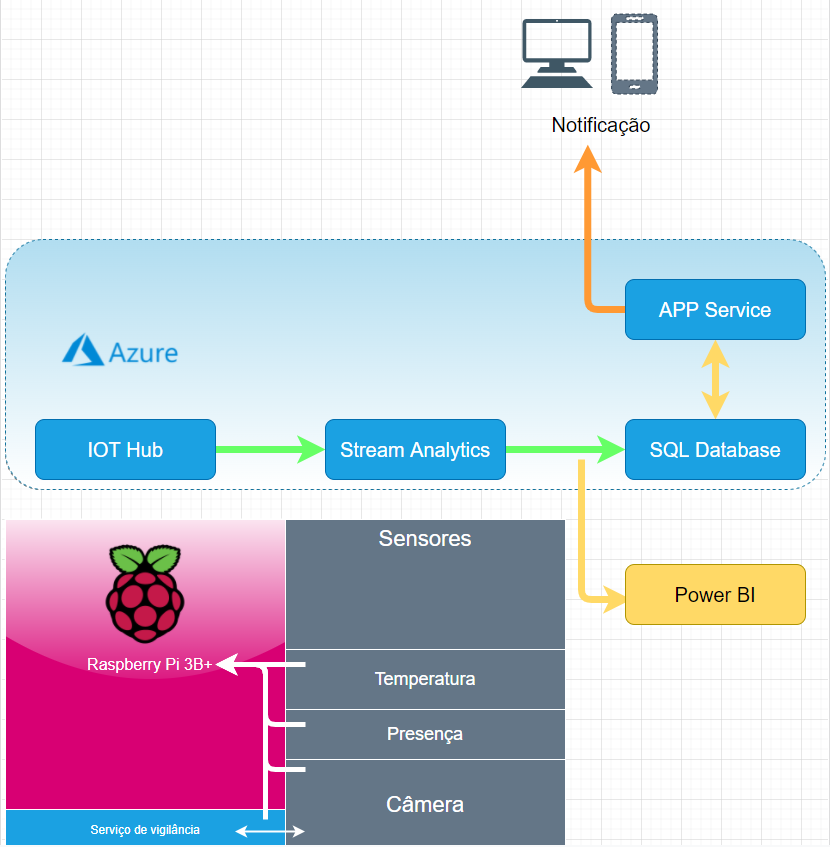 Notificação
APP Service
Azure
IOT Hub
Stream Analytics
SQL Database
Sensores
Power BI
Raspberry Pi 3B+
Temperatura
Presença
Câmera
Serviço de vigilância